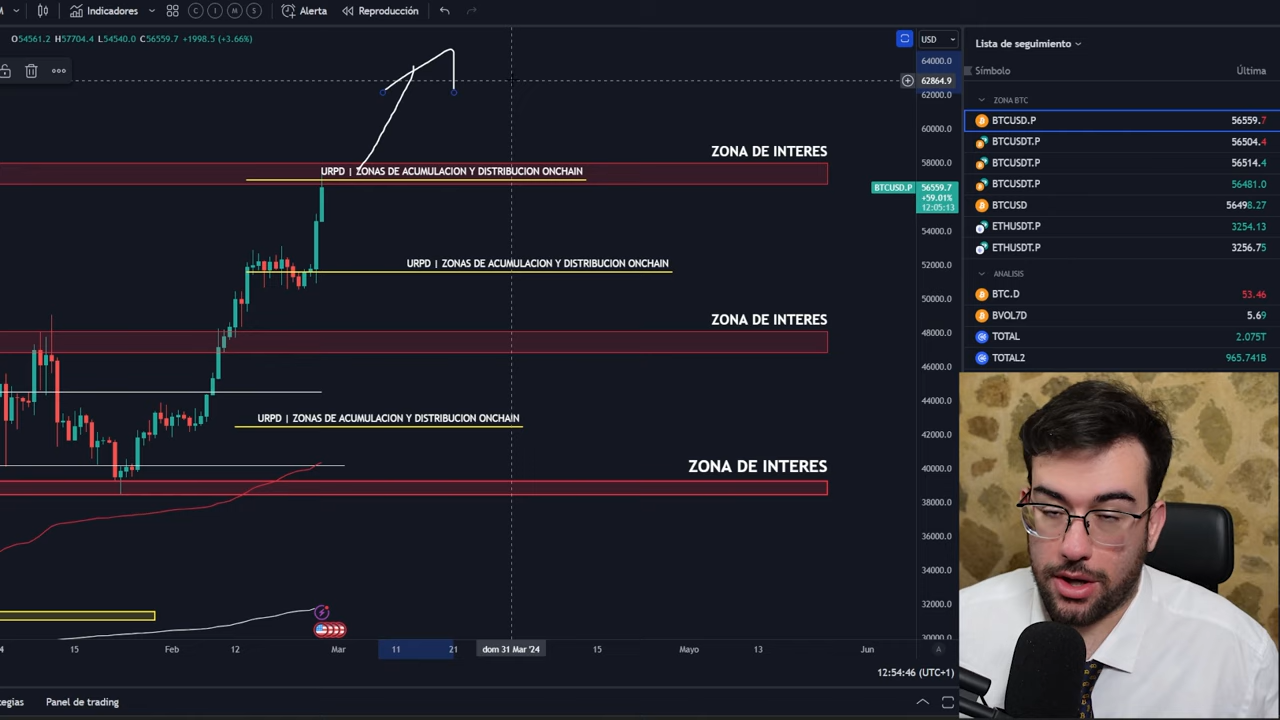 Indicadores
Alerta
Reproducción
O54561.2 H57704.4 L54540.0 C56559.7 +1998.5 (+3.66%)
USD
64000.0
62864.9
62000.0
60000.0
58000.0
BTCUSD.P 56559.7
+59.01%
12:05:13
54000.0
52000.0
50000.0
48000.0
46000.0
44000.0
42000.0
40000.0
38000.0
36000.0
34000.0
32000.0
30000.0
ZONA DE INTERES
URPD | ZONAS DE ACUMULACION Y DISTRIBUCION ONCHAIN
URPD | ZONAS DE ACUMULACION Y DISTRIBUCION ONCHAIN
ZONA DE INTERES
URPD | ZONAS DE ACUMULACION Y DISTRIBUCION ONCHAIN
ZONA DE INTERES
15 Feb 12 Mar 11 21 dom 31 Mar '24 15 Mayo 13 Jun
12:54:46 (UTC+1)
Panel de trading
Lista de seguimiento
Símbolo Última
ZONA BTC
BTCUSD.P 56559.7
BTCUSDT.P 56504.4
BTCUSDT.P 56514.4
BTCUSDT.P 56481.0
BTCUSD 56498.27
ETHUSDT.P 3254.13
ETHUSDT.P 3256.75
ANALISIS
BTC.D 53.46
BVOL7D 5.69
TOTAL 2.075T
TOTAL2 965.741B